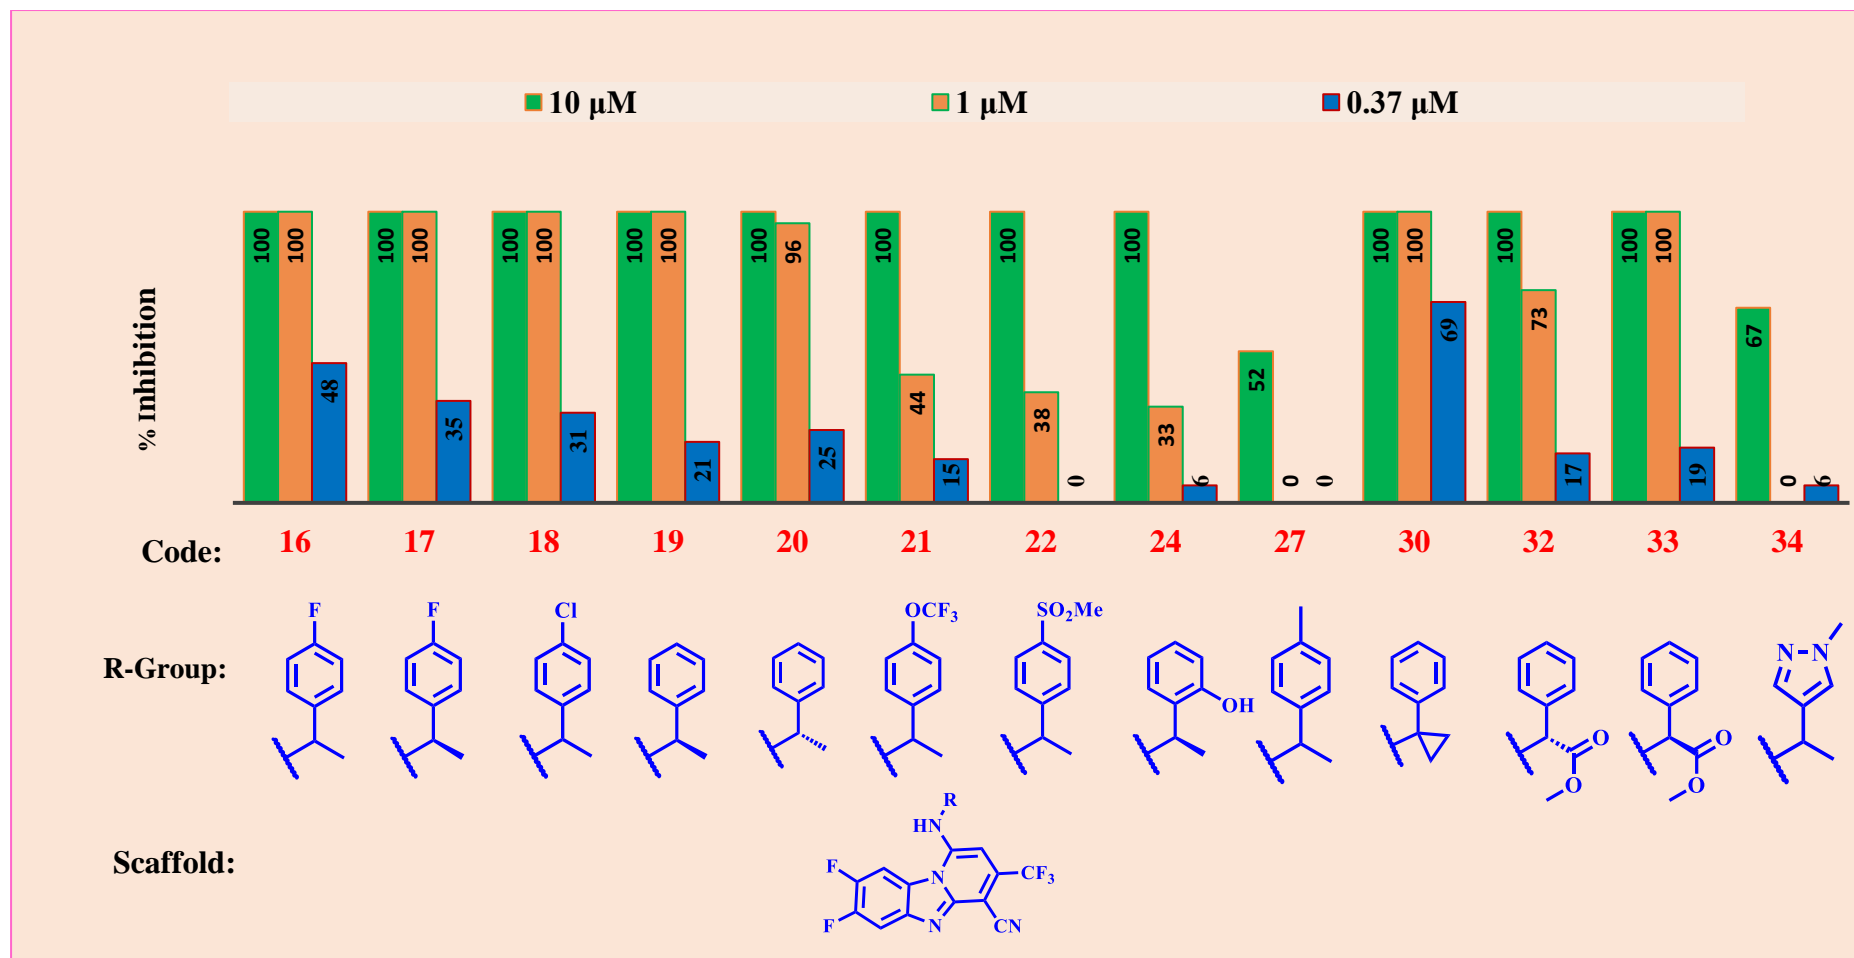 10 µM 1 µM 0.37 µM
% Inhibition
100 100 48 100 100 35 100 100 31 100 100 21 100 96 25 100 44 15 100 38 0 100 33 6 52 0 0 100 100 69 100 73 17 100 100 19 67 0 6
Code: 16 17 18 19 20 21 22 24 27 30 32 33 34
F F Cl OCF3 SO2Me
R-Group: OH O O N N
O O
R
HN
Scaffold:
F N CF3
F N CN